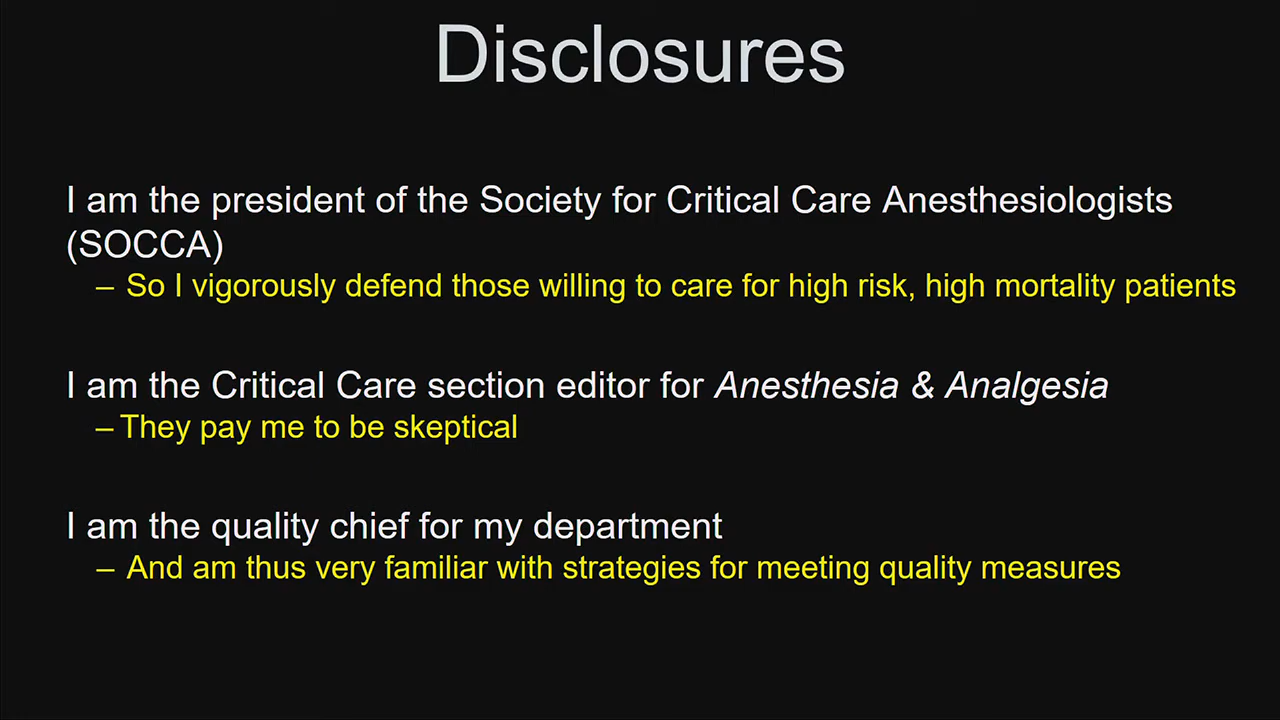 Disclosures
I am the president of the Society for Critical Care Anesthesiologists
(SOCCA)
– So I vigorously defend those willing to care for high risk, high mortality patients
I am the Critical Care section editor for Anesthesia & Analgesia
– They pay me to be skeptical
I am the quality chief for my department
– And am thus very familiar with strategies for meeting quality measures